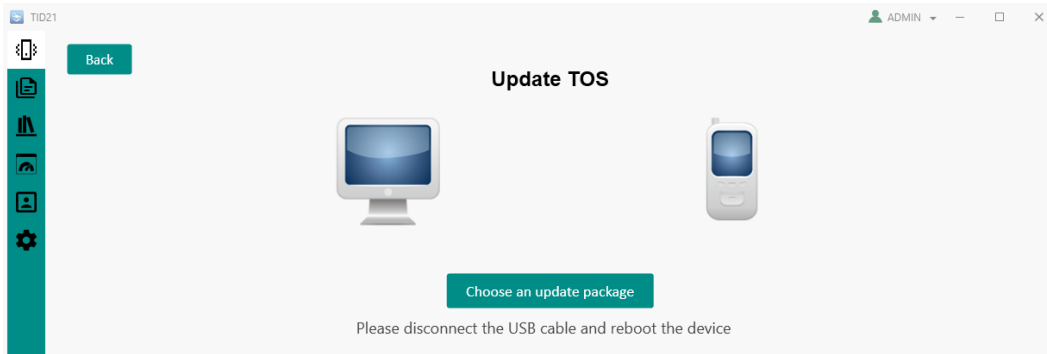 TID21
ADMIN
Back
Update TOS
Choose an update package
Please disconnect the USB cable and reboot the device